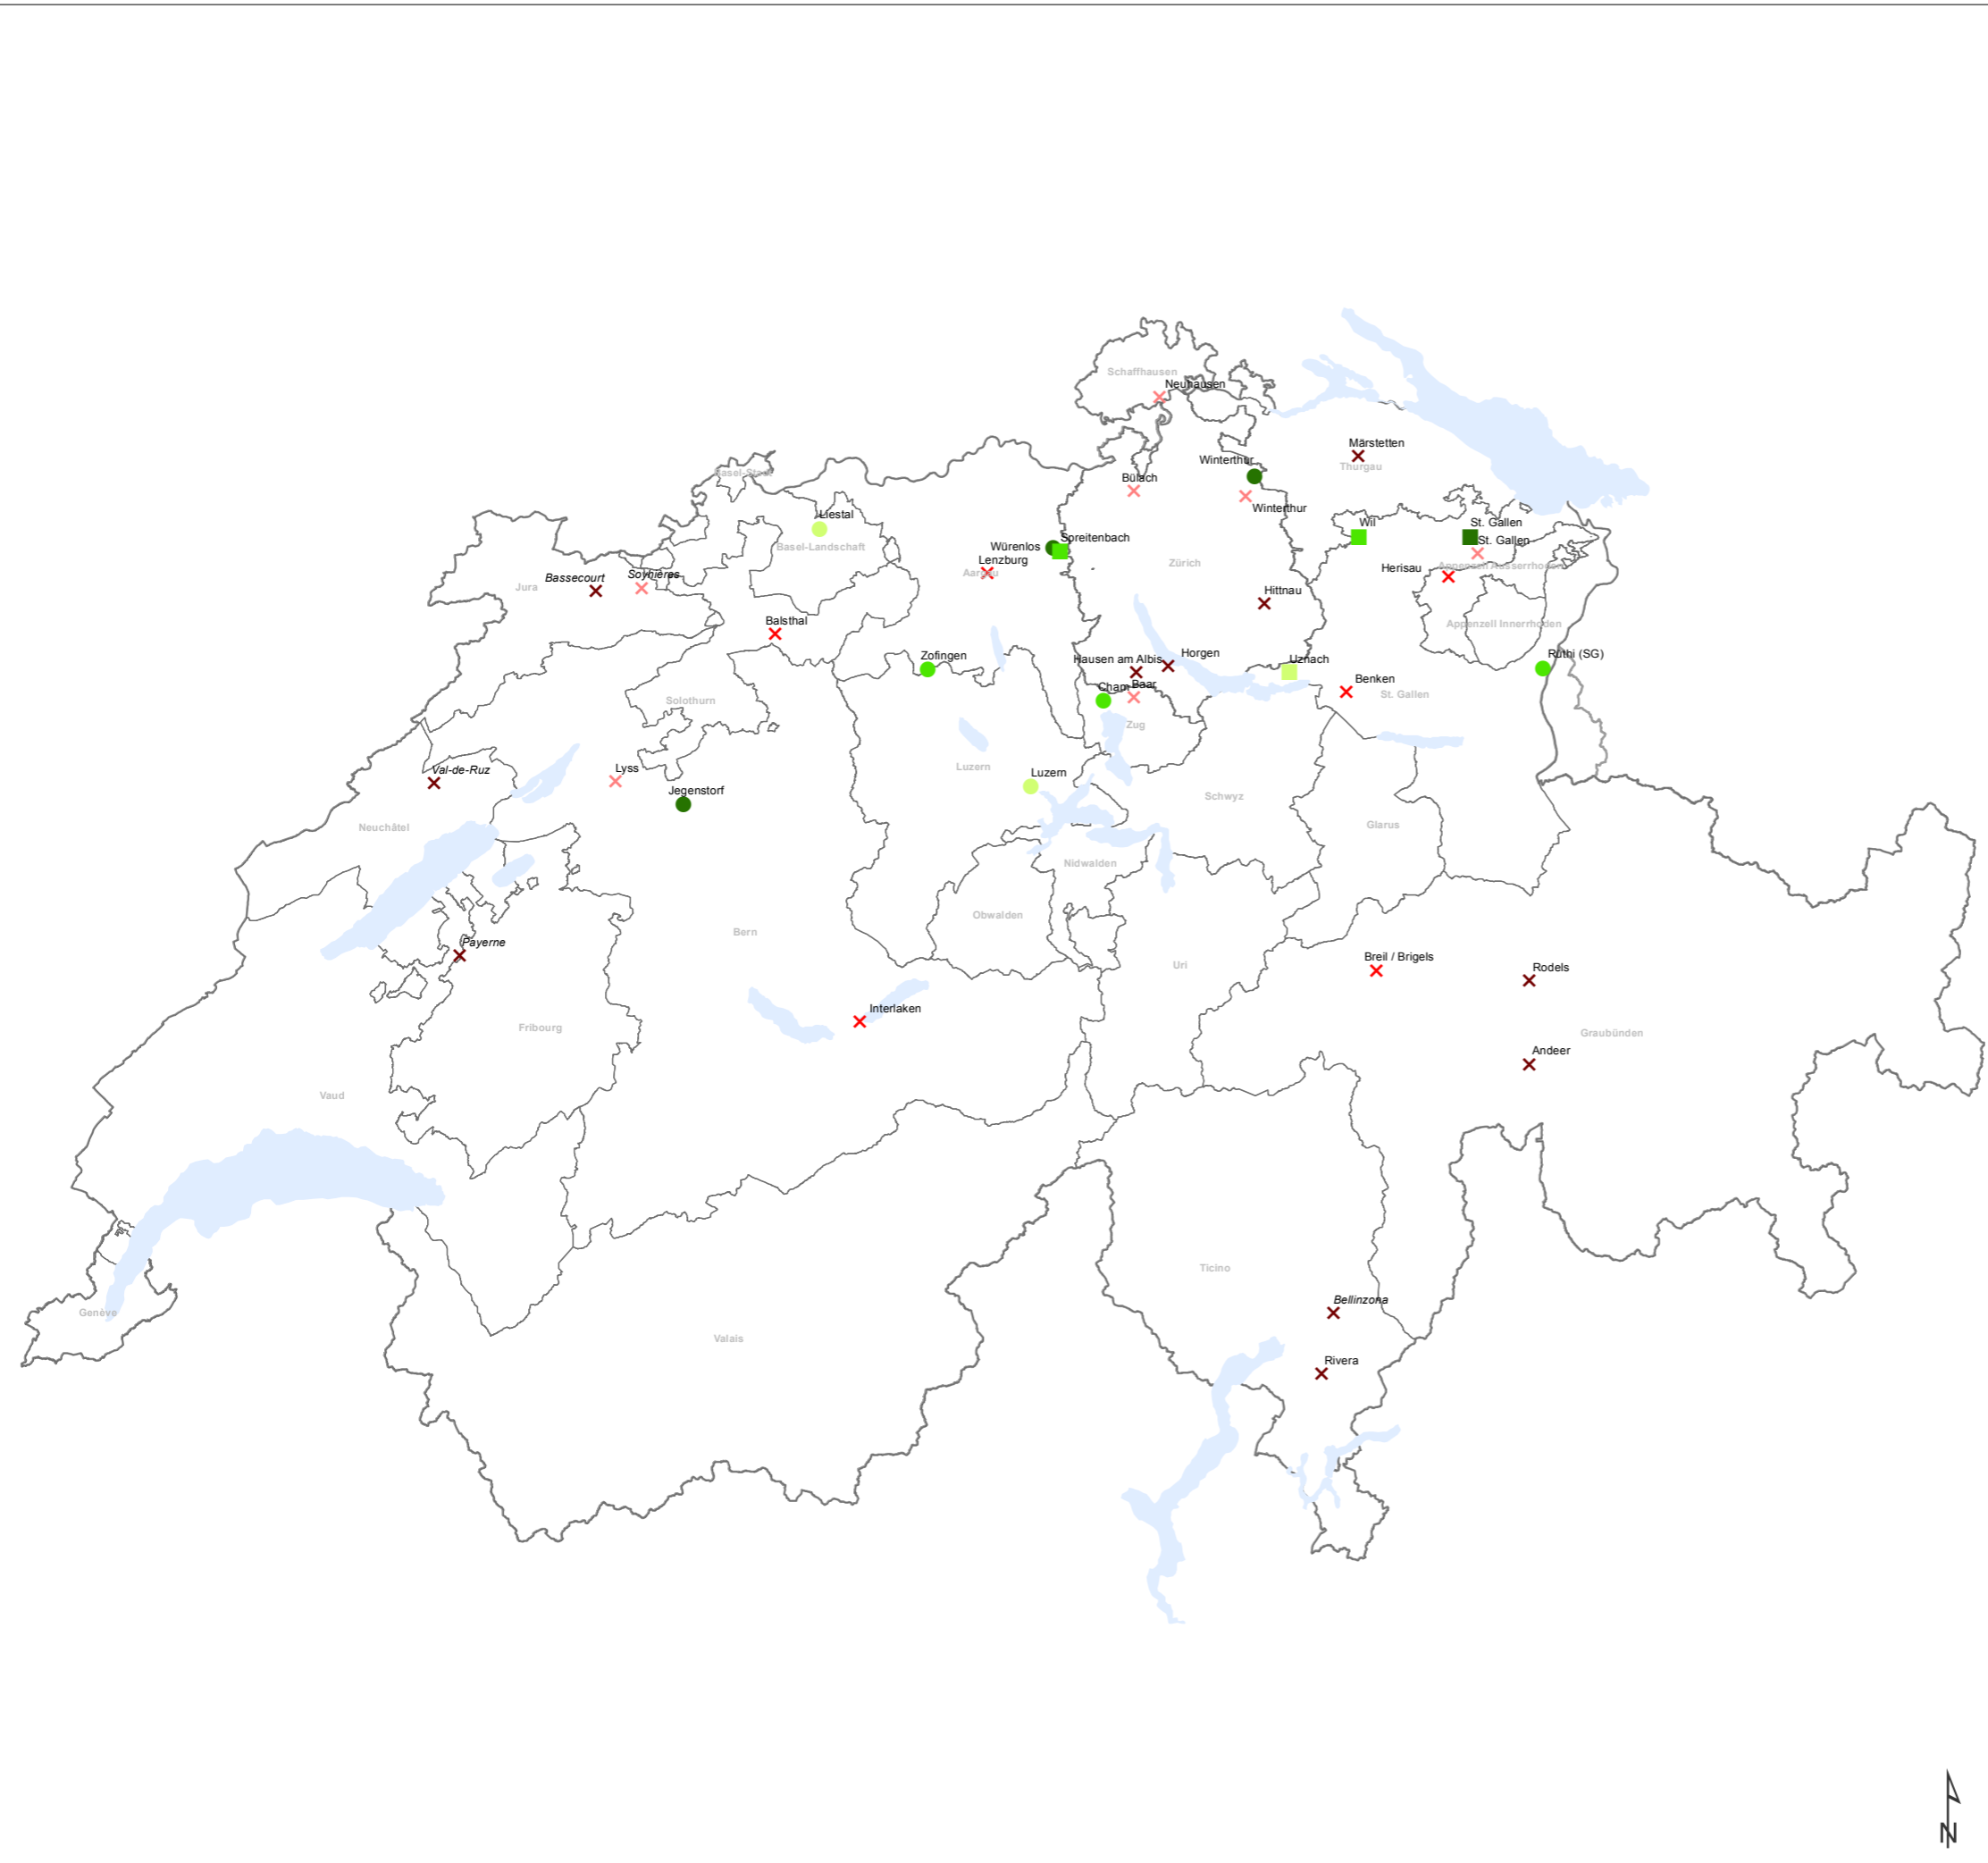 Schaffhausen
Neuhausen
Märstetten
Thurgau
Winterthur
Basel-Stadt
Bülach
Winterthur
Liestal
Wil
St. Gallen
Basel-Landschaft
Würenlos
Spreitenbach
St. Gallen
Lenzburg
Aargau
Zürich
Herisau
Appenzell Ausserrhoden
Bassecourt
Soyhières
Jura
Hittnau
Balsthal
Appenzell Innerrhoden
Zofingen
Hausen am Albis
Horgen
Uznach
Rüthi (SG)
Benken
Cham
Baar
St. Gallen
Solothurn
Zug
Val-de-Ruz
Lyss
Luzern
Luzern
Jegenstorf
Schwyz
Neuchâtel
Glarus
Nidwalden
Obwalden
Bern
Payerne
Uri
Breil / Brigels
Rodels
Interlaken
Fribourg
Graubünden
Andeer
Vaud
Ticino
Bellinzona
Genève
Valais
Rivera
N